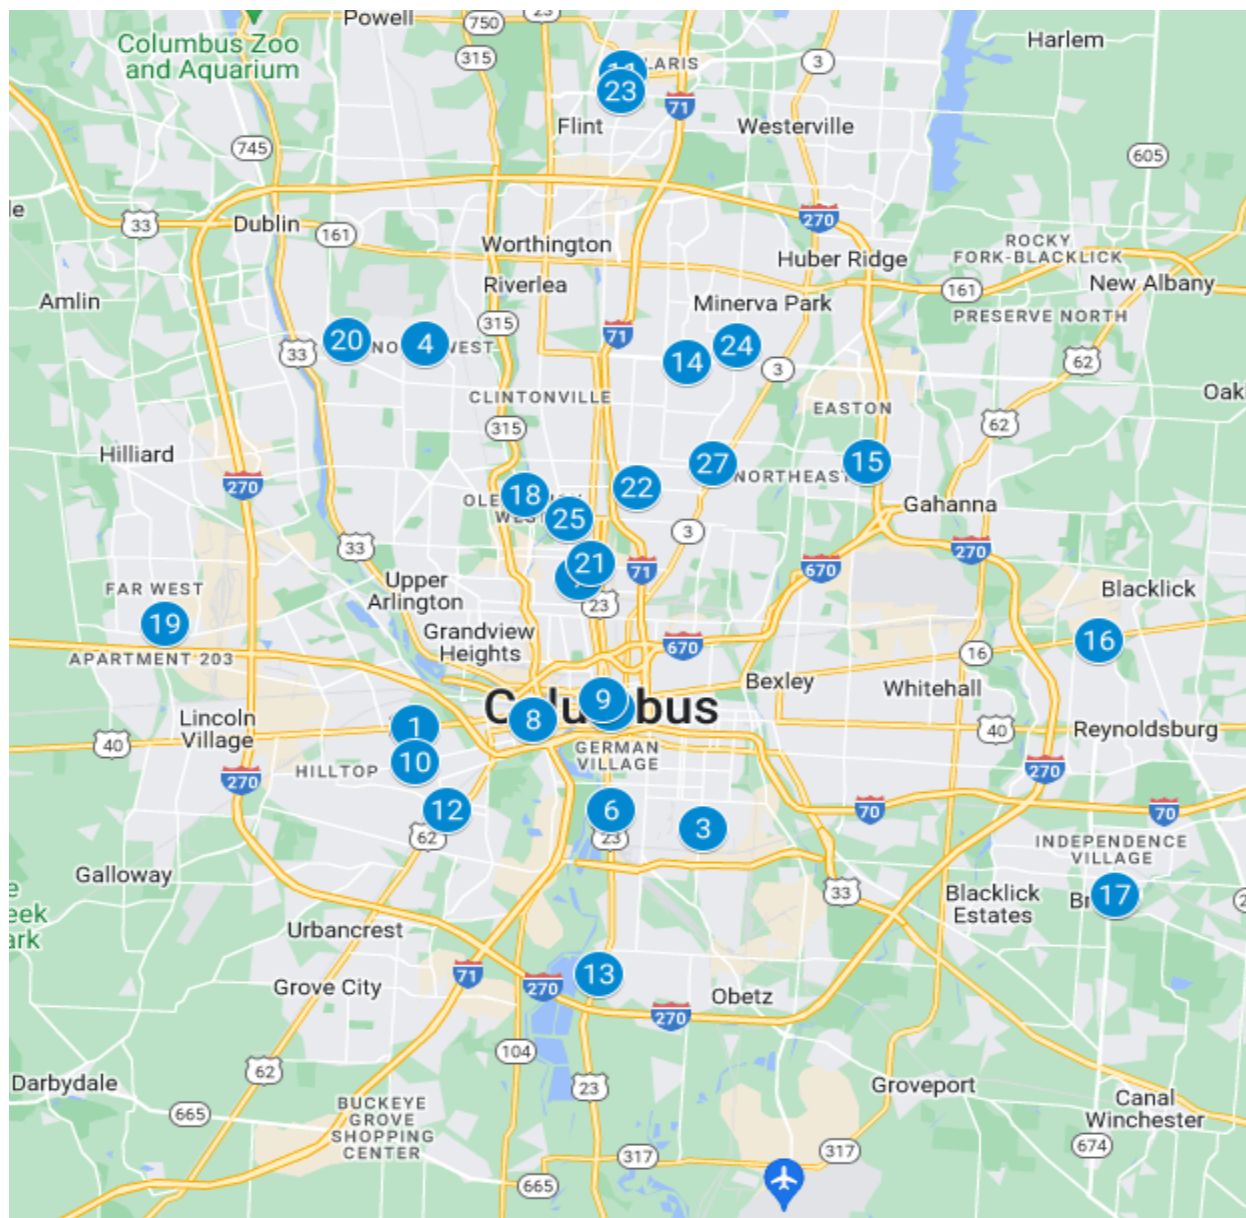 Powell
23
750
Harlem
Columbus Zoo
and Aquarium
315
3
23
71
Flint
Westerville
745
605
33
270
Dublin
161
Worthington
ROCKY
FORK-BLACKLICK
Huber Ridge
Riverlea
New Albany
161
Amlin
Minerva Park
PRESERVE NORTH
315
71
20
4
24
33
14
3
62
CLINTONVILLE
EASTON
62
315
Hilliard
27
15
270
22
18
25
Gahanna
3
33
270
21
71
670
FAR WEST
Upper
Arlington
23
Blacklick
19
Grandview
Heights
670
16
16
APARTMENT 203
Bexley
Whitehall
9
Columbus
8
Lincoln
Village
1
40
40
Reynoldsburg
GERMAN
VILLAGE
10
HILLTOP
270
270
12
6
3
70
70
62
23
INDEPENDENCE
VILLAGE
Galloway
33
17
Blacklick
Estates
Urbancrest
71
13
270
Grove City
Obetz
270
104
62
23
Darbydale
Groveport
665
BUCKEYE
GROVE
SHOPPING
CENTER
Canal
Winchester
317
317
674
665